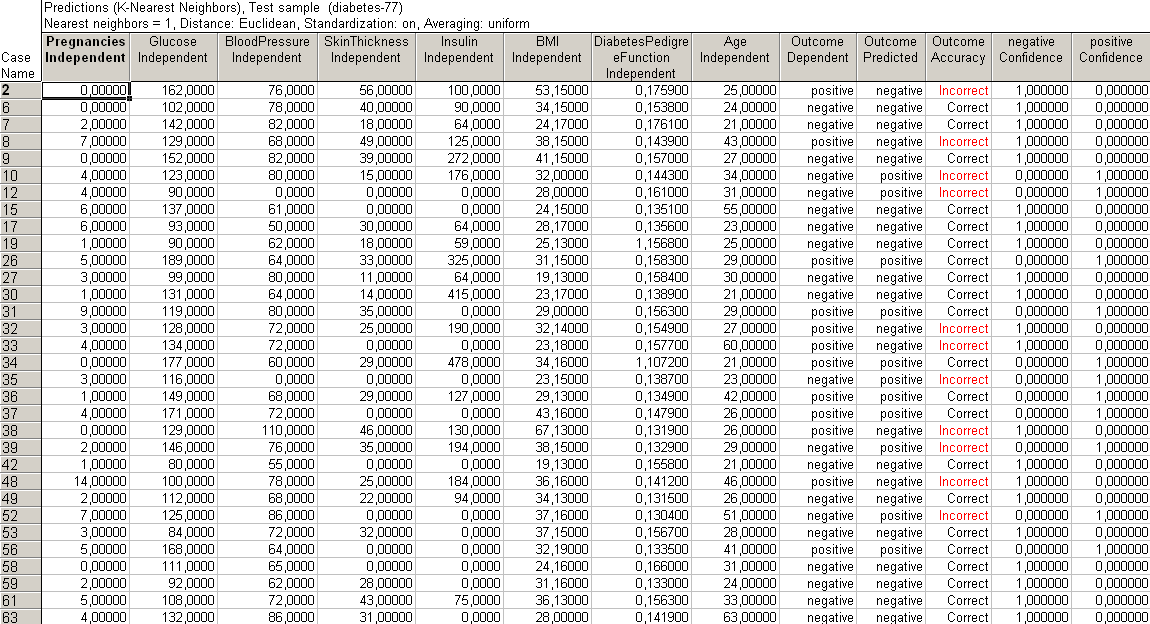 Predictions (K-Nearest Neighbors), Test sample (diabetes-77)
Nearest neighbors = 1, Distance: Euclidean, Standardization: on, Averaging: uniform
Case Name Pregnancies Independent Glucose Independent BloodPressure Independent SkinThickness Independent Insulin Independent BMI Independent DiabetesPedigre eFunction Independent Age Independent Outcome Dependent Outcome Predicted Outcome Accuracy negative Confidence positive Confidence
2 0,00000 162,0000 76,0000 56,00000 100,0000 53,15000 0,175900 25,00000 positive negative Incorrect 1,000000 0,000000
6 0,00000 102,0000 78,0000 40,00000 90,0000 34,15000 0,153800 24,00000 negative negative Correct 1,000000 0,000000
7 2,00000 142,0000 82,0000 18,00000 64,0000 24,17000 0,176100 21,00000 negative negative Correct 1,000000 0,000000
8 7,00000 129,0000 68,0000 49,00000 125,0000 38,15000 0,143900 43,00000 positive negative Incorrect 1,000000 0,000000
9 0,00000 152,0000 82,0000 39,00000 272,0000 41,15000 0,157000 27,00000 negative negative Correct 1,000000 0,000000
10 4,00000 123,0000 80,0000 15,00000 176,0000 32,00000 0,144300 34,00000 negative positive Incorrect 0,000000 1,000000
12 4,00000 90,0000 0,0000 0,00000 0,0000 28,00000 0,161000 31,00000 negative positive Incorrect 0,000000 1,000000
15 6,00000 137,0000 61,0000 0,00000 0,0000 24,15000 0,135100 55,00000 negative negative Correct 1,000000 0,000000
17 6,00000 93,0000 50,0000 30,00000 64,0000 28,17000 0,135600 23,00000 negative negative Correct 1,000000 0,000000
19 1,00000 90,0000 62,0000 18,00000 59,0000 25,13000 1,156800 25,00000 negative negative Correct 1,000000 0,000000
26 5,00000 189,0000 64,0000 33,00000 325,0000 31,15000 0,158300 29,00000 positive positive Correct 0,000000 1,000000
27 3,00000 99,0000 80,0000 11,00000 64,0000 19,13000 0,158400 30,00000 negative negative Correct 1,000000 0,000000
30 1,00000 131,0000 64,0000 14,00000 415,0000 23,17000 0,138900 21,00000 negative negative Correct 1,000000 0,000000
31 9,00000 119,0000 80,0000 35,00000 0,0000 29,00000 0,156300 29,00000 positive positive Correct 0,000000 1,000000
32 3,00000 128,0000 72,0000 25,00000 190,0000 32,14000 0,154900 27,00000 positive negative Incorrect 1,000000 0,000000
33 4,00000 134,0000 72,0000 0,00000 0,0000 23,18000 0,157700 60,00000 positive negative Incorrect 1,000000 0,000000
34 0,00000 177,0000 60,0000 29,00000 478,0000 34,16000 1,107200 21,00000 positive positive Correct 0,000000 1,000000
35 3,00000 116,0000 0,0000 0,00000 0,0000 23,15000 0,138700 23,00000 negative positive Incorrect 0,000000 1,000000
36 1,00000 149,0000 68,0000 29,00000 127,0000 29,13000 0,134900 42,00000 positive positive Correct 0,000000 1,000000
37 4,00000 171,0000 72,0000 0,00000 0,0000 43,16000 0,147900 26,00000 positive positive Correct 0,000000 1,000000
38 0,00000 129,0000 110,0000 46,00000 130,0000 67,13000 0,131900 26,00000 positive negative Incorrect 1,000000 0,000000
39 2,00000 146,0000 76,0000 35,00000 194,0000 38,15000 0,132900 29,00000 negative positive Incorrect 0,000000 1,000000
42 1,00000 80,0000 55,0000 0,00000 0,0000 19,13000 0,155800 21,00000 negative negative Correct 1,000000 0,000000
48 14,00000 100,0000 78,0000 25,00000 184,0000 36,16000 0,141200 46,00000 positive negative Incorrect 1,000000 0,000000
49 2,00000 112,0000 68,0000 22,00000 94,0000 34,13000 0,131500 26,00000 negative negative Correct 1,000000 0,000000
52 7,00000 125,0000 86,0000 0,00000 0,0000 37,16000 0,130400 51,00000 negative positive Incorrect 0,000000 1,000000
53 3,00000 84,0000 72,0000 32,00000 0,0000 37,15000 0,156700 28,00000 negative negative Correct 1,000000 0,000000
56 5,00000 168,0000 64,0000 0,00000 0,0000 32,19000 0,133500 41,00000 positive positive Correct 0,000000 1,000000
58 0,00000 111,0000 65,0000 0,00000 0,0000 24,16000 0,166000 31,00000 negative negative Correct 1,000000 0,000000
59 2,00000 92,0000 62,0000 28,00000 0,0000 31,16000 0,133000 24,00000 negative negative Correct 1,000000 0,000000
61 5,00000 108,0000 72,0000 43,00000 75,0000 36,13000 0,156300 33,00000 negative negative Correct 1,000000 0,000000
63 4,00000 132,0000 86,0000 31,00000 0,0000 28,00000 0,141900 63,00000 negative negative Correct 1,000000 0,000000